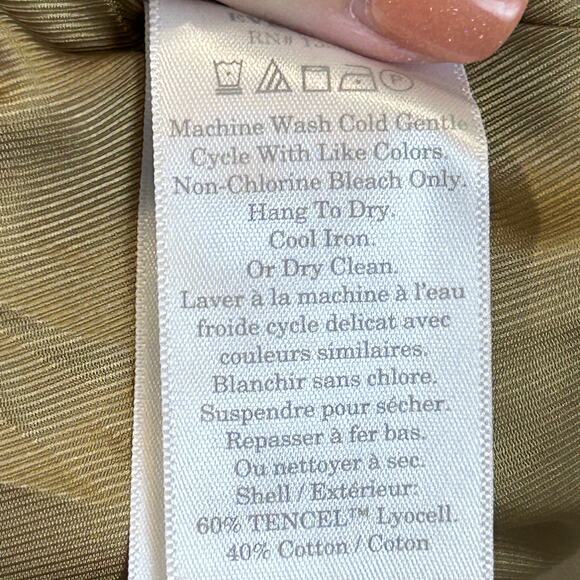 RN# 13
Machine Wash Cold Gentle
Cycle With Like Colors.
Non-Chlorine Bleach Only.
Hang To Dry.
Cool Iron.
Or Dry Clean.
Laver à la machine à l'eau
froide cycle delicat avec
couleurs similaires.
Blanchir sans chlore.
Suspendre pour sécher.
Repasser à fer bas.
Ou nettoyer à sec.
Shell / Extérieur:
60% TENCEL™ Lyocell.
40% Cotton / Coton